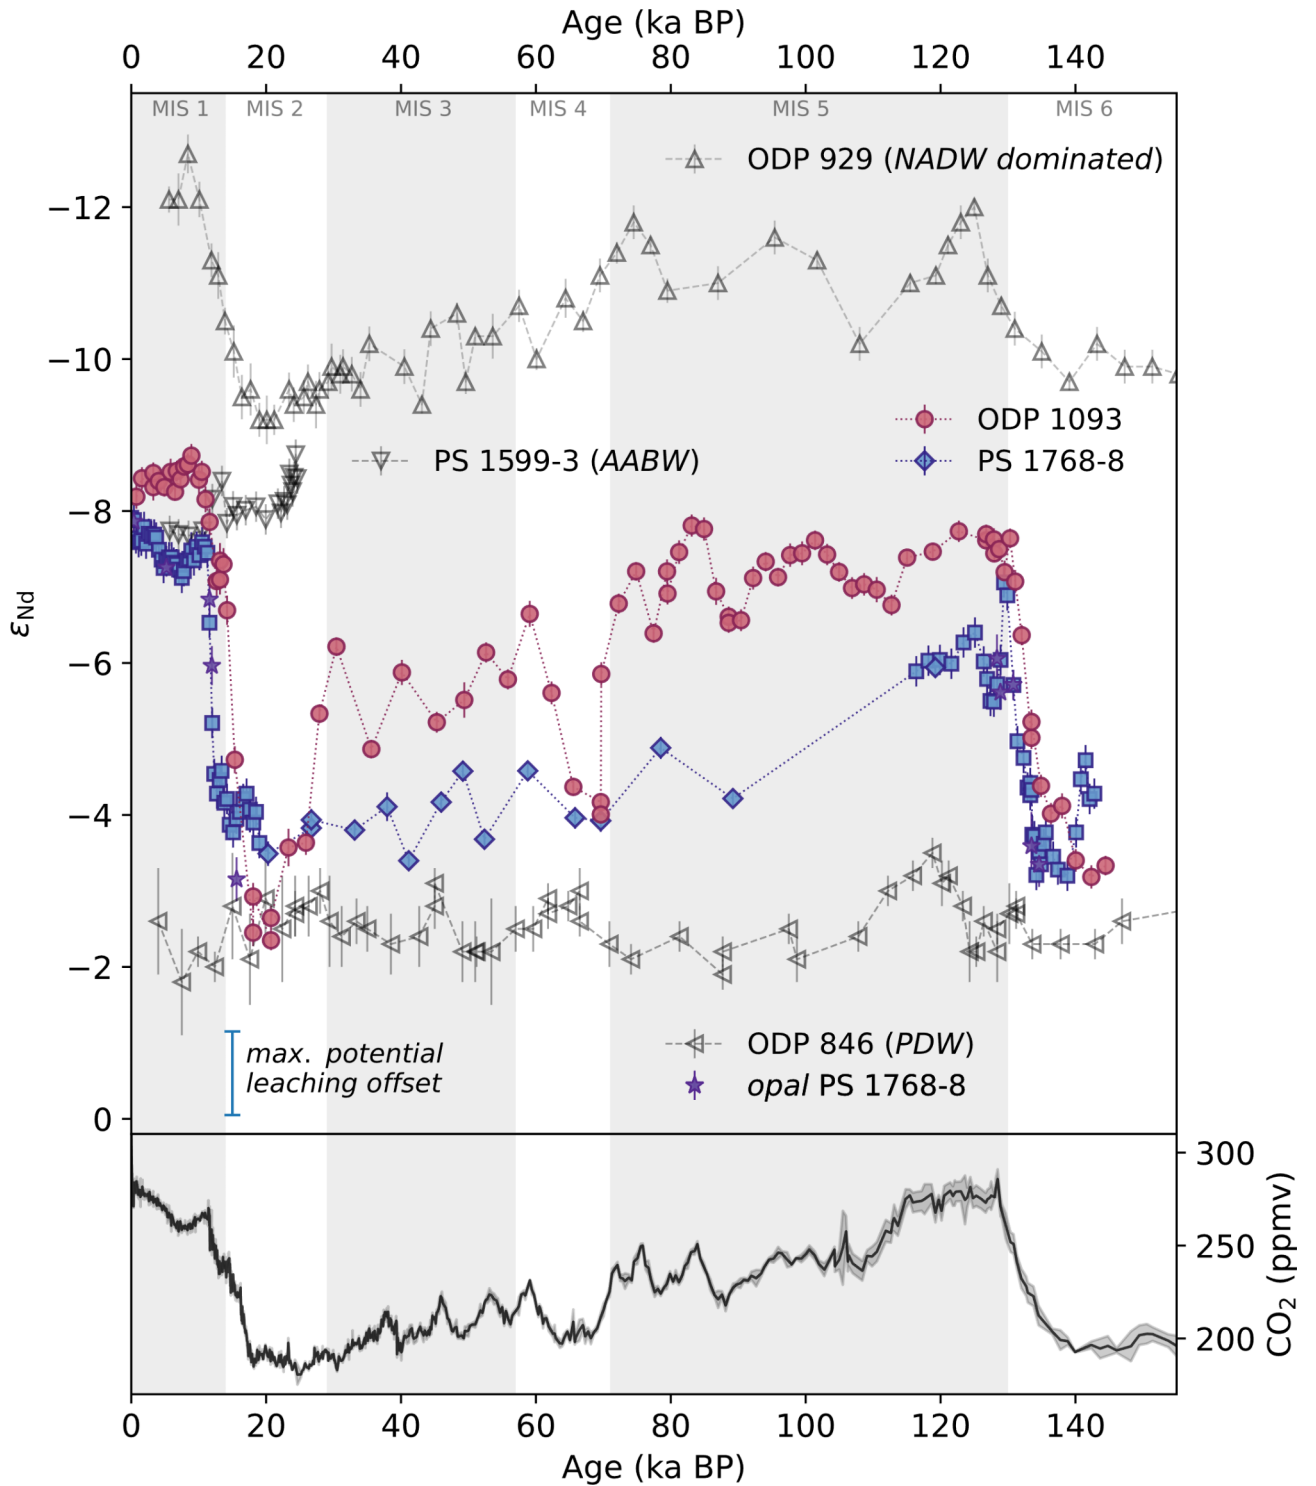 Age (ka BP)
0 20 40 60 80 100 120 140
MIS 1 MIS 2 MIS 3 MIS 4 MIS 5 MIS 6
ODP 929 (NADW dominated)
−12
−10
ODP 1093
PS 1599-3 (AABW) PS 1768-8
−8
εNd
−6
−4
−2
ODP 846 (PDW)
max. potential
leaching offset
opal PS 1768-8
0
300
250
200
CO₂ (ppmv)
0 20 40 60 80 100 120 140
Age (ka BP)